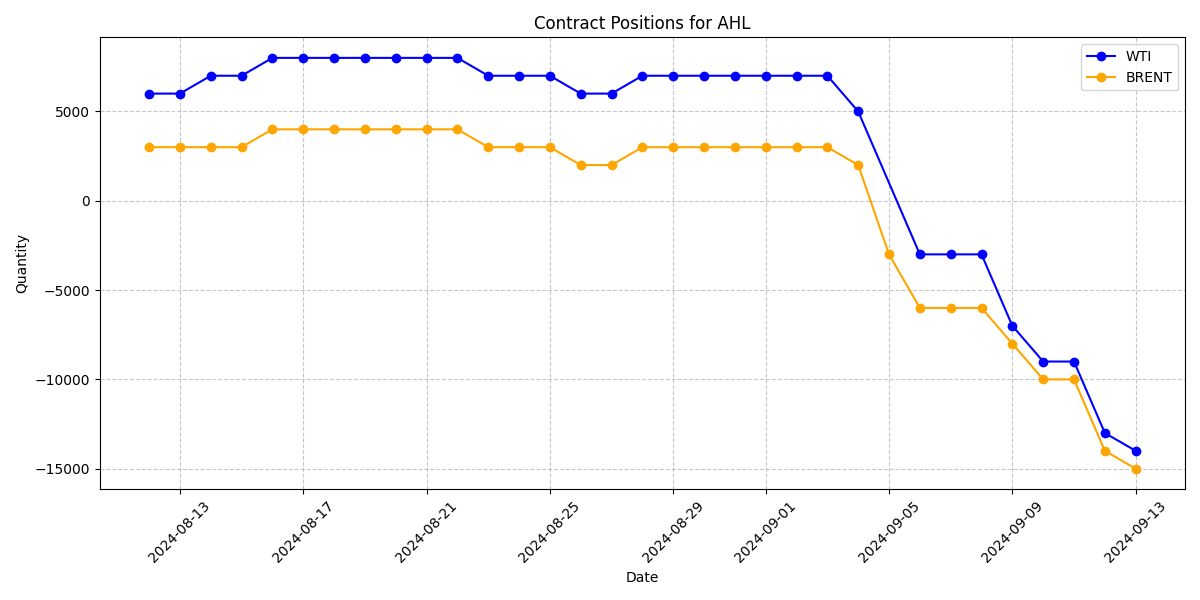 Contract Positions for AHL
WTI
BRENT
Quantity
5000
0
−5000
−10000
−15000
2024-08-13
2024-08-17
2024-08-21
2024-08-25
2024-08-29
2024-09-01
2024-09-05
2024-09-09
2024-09-13
Date